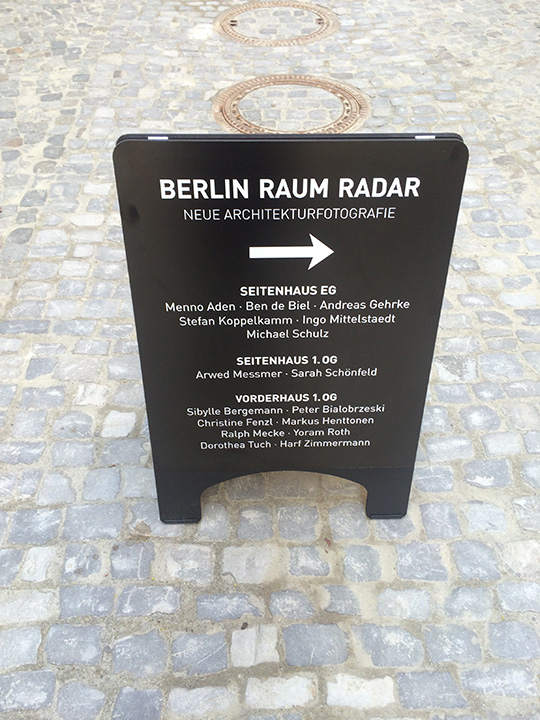 BERLIN RAUM RADAR
NEUE ARCHITEKTURFOTOGRAFIE
SEITENHAUS EG
Menno Aden · Ben de Biel · Andreas Gehrke
Stefan Koppelkamm · Ingo Mittelstaedt
Michael Schulz
SEITENHAUS 1.OG
Arwed Messmer · Sarah Schönfeld
VORDERHAUS 1.OG
Sibylle Bergemann · Peter Bialobrzeski
Christine Fenzl · Markus Henttonen
Ralph Mecke · Yoram Roth
Dorothea Tuch · Harf Zimmermann